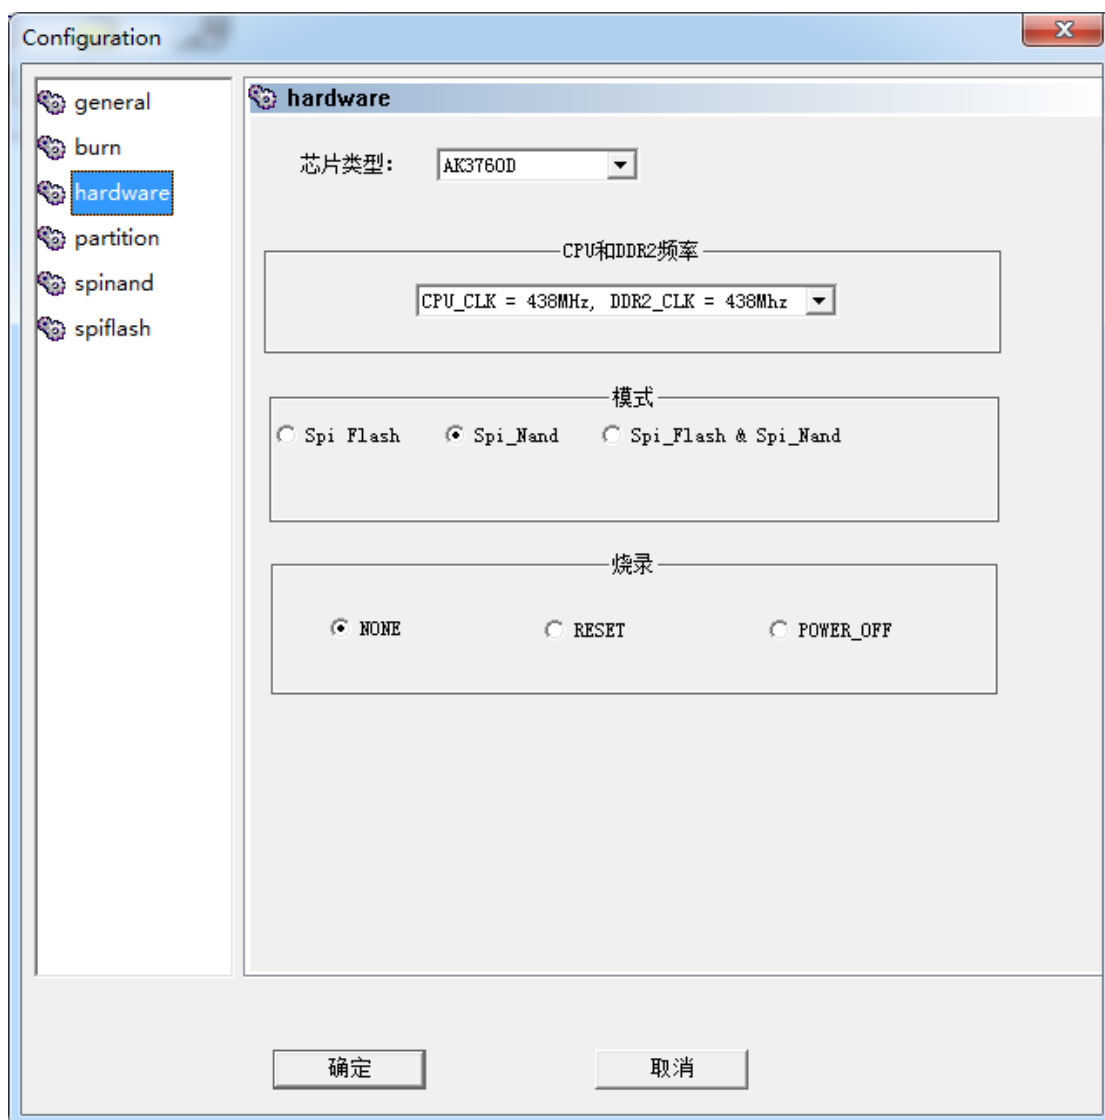 Configuration
general
burn
hardware
partition
spinand
spiflash
hardware
芯片类型: AK3760D
CPU和DDR2频率
CPU_CLK = 438MHz, DDR2_CLK = 438Mhz
模式
Spi Flash Spi_Nand Spi_Flash & Spi_Nand
烧录
NONE RESET POWER_OFF
确定 取消